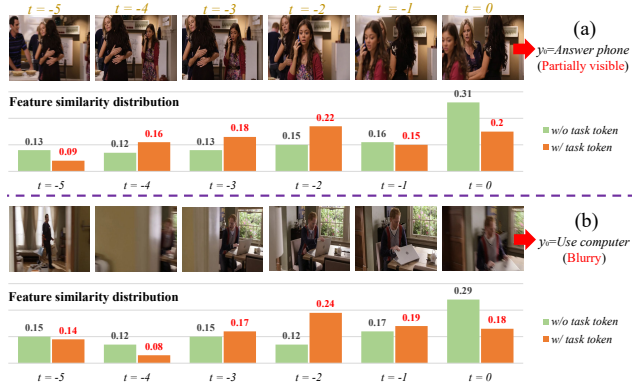 t = -5 t = -4 t = -3 t = -2 t = -1 t = 0
(a)
y₀=Answer phone
(Partially visible)
Feature similarity distribution
0.13 0.09 0.12 0.16 0.13 0.18 0.15 0.22 0.16 0.15 0.31 0.2
w/o task token
w/ task token
t = -5 t = -4 t = -3 t = -2 t = -1 t = 0
(b)
y₀=Use computer
(Blurry)
Feature similarity distribution
0.15 0.14 0.12 0.08 0.15 0.17 0.12 0.24 0.17 0.19 0.29 0.18
w/o task token
w/ task token
t = -5 t = -4 t = -3 t = -2 t = -1 t = 0